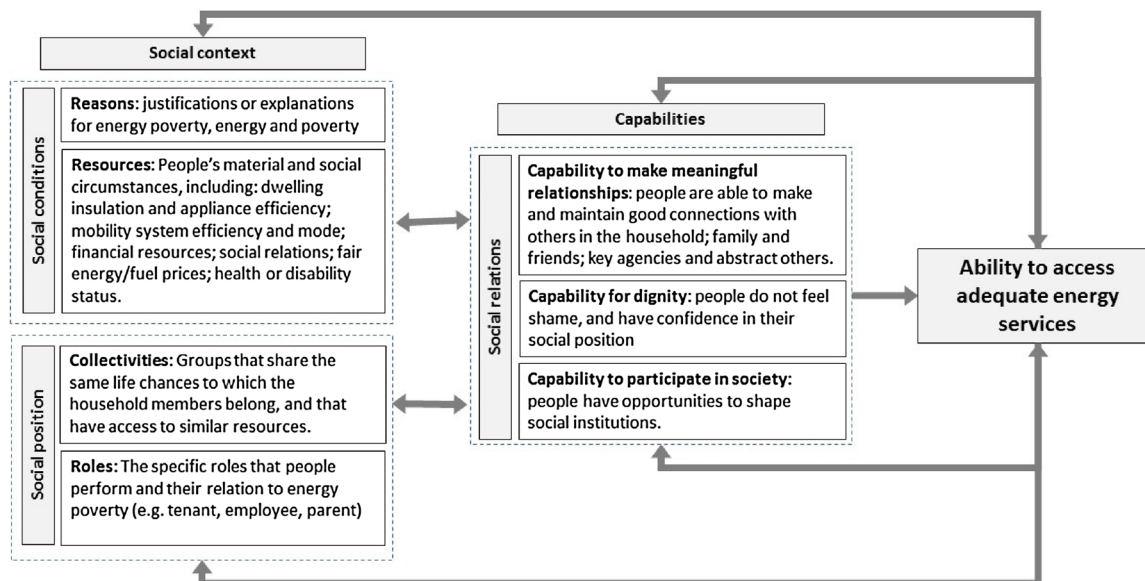 Social context
Social conditions
Reasons: justifications or explanations
for energy poverty, energy and poverty
Resources: People's material and social
circumstances, including: dwelling
insulation and appliance efficiency;
mobility system efficiency and mode;
financial resources; social relations; fair
energy/fuel prices; health or disability
status.
Social position
Collectivities: Groups that share the
same life chances to which the
household members belong, and that
have access to similar resources.
Roles: The specific roles that people
perform and their relation to energy
poverty (e.g. tenant, employee, parent)
Capabilities
Social relations
Capability to make meaningful
relationships: people are able to make
and maintain good connections with
others in the household; family and
friends; key agencies and abstract others.
Capability for dignity: people do not feel
shame, and have confidence in their
social position
Capability to participate in society:
people have opportunities to shape
social institutions.
Ability to access
adequate energy
services